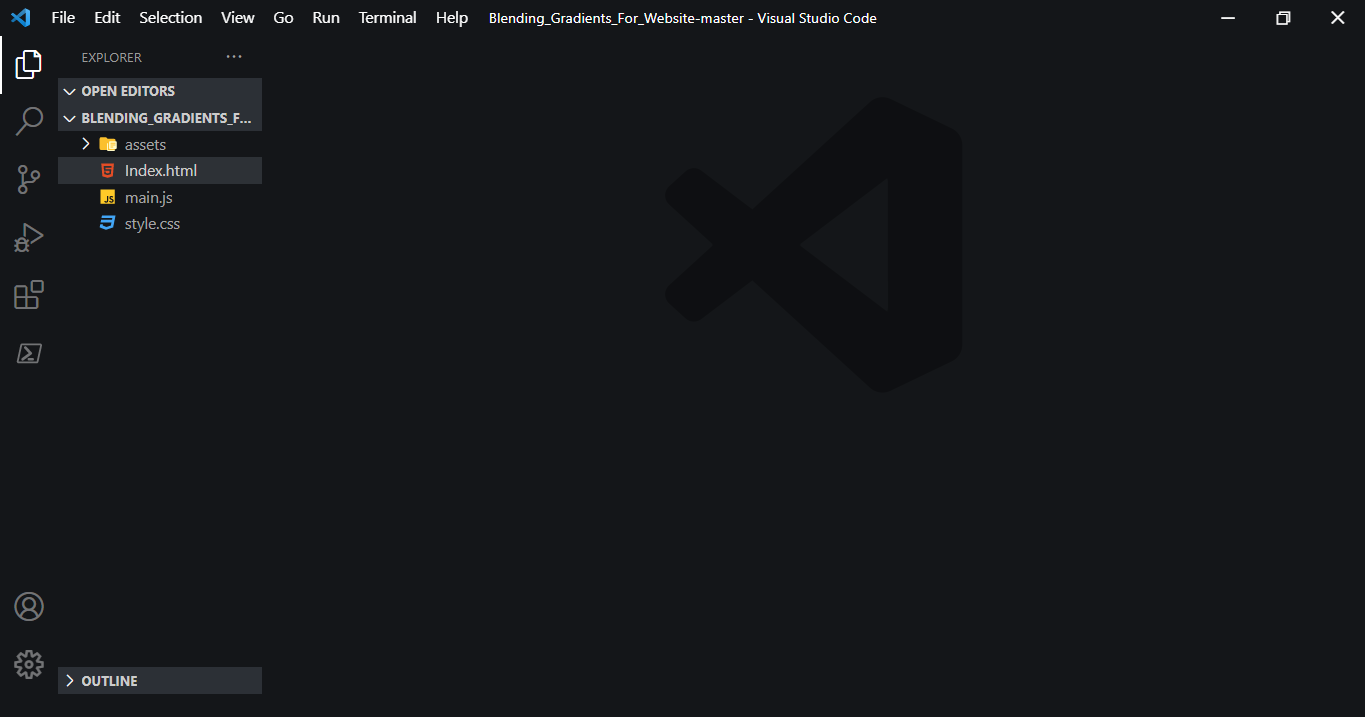 File Edit Selection View Go Run Terminal Help Blending_Gradients_For_Website-master - Visual Studio Code
EXPLORER
OPEN EDITORS
BLENDING_GRADIENTS_F...
assets
Index.html
JS main.js
style.css
OUTLINE